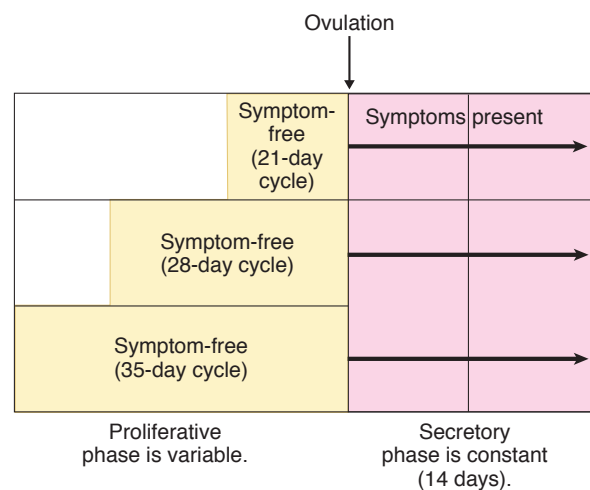 Ovulation
Symptom-
free
(21-day
cycle)
Symptoms present
Symptom-free
(28-day cycle)
Symptom-free
(35-day cycle)
Proliferative
phase is variable.
Secretory
phase is constant
(14 days).